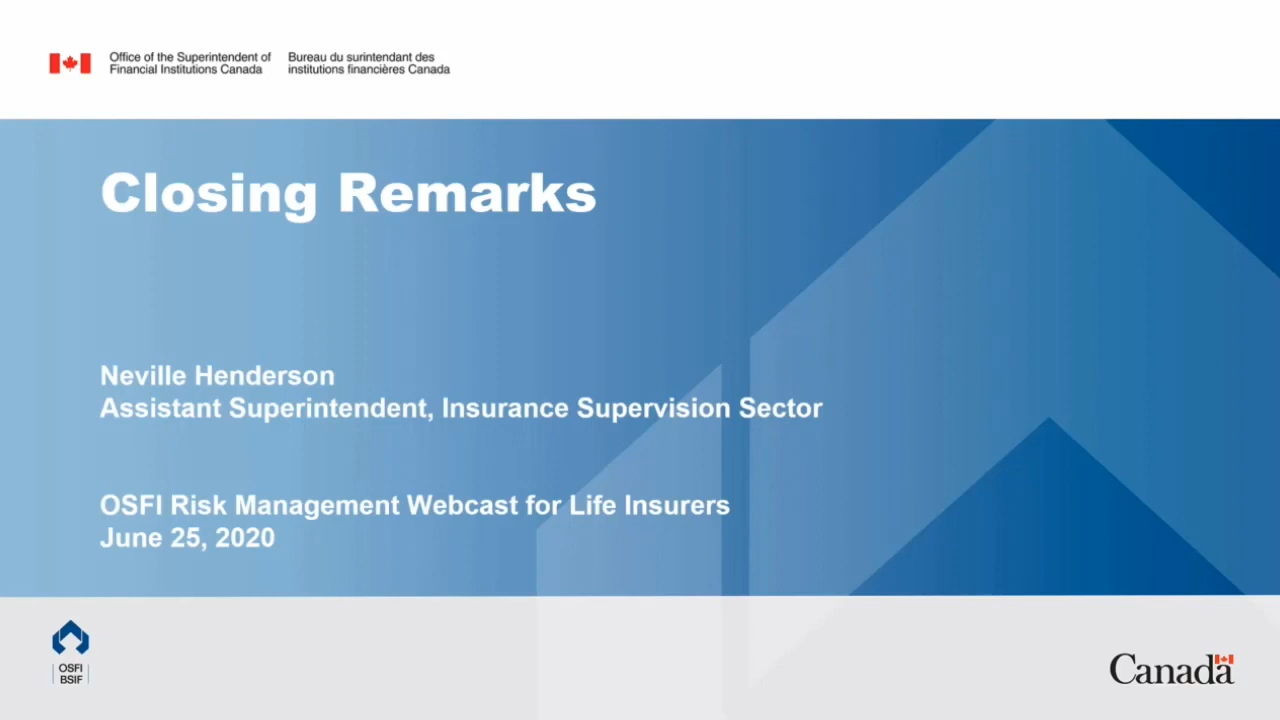 Office of the Superintendent of
Financial Institutions Canada
Bureau du surintendant des
institutions financières Canada
Closing Remarks
Neville Henderson
Assistant Superintendent, Insurance Supervision Sector
OSFI Risk Management Webcast for Life Insurers
June 25, 2020
OSFI
BSIF
Canada